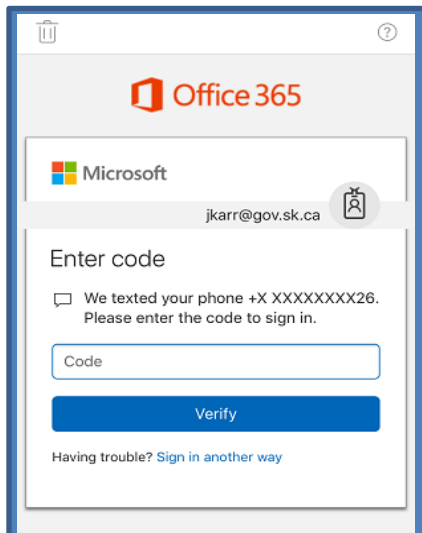 Office 365
Microsoft
jkarr@gov.sk.ca
Enter code
We texted your phone +X XXXXXXXX26.
Please enter the code to sign in.
Code
Verify
Having trouble? Sign in another way